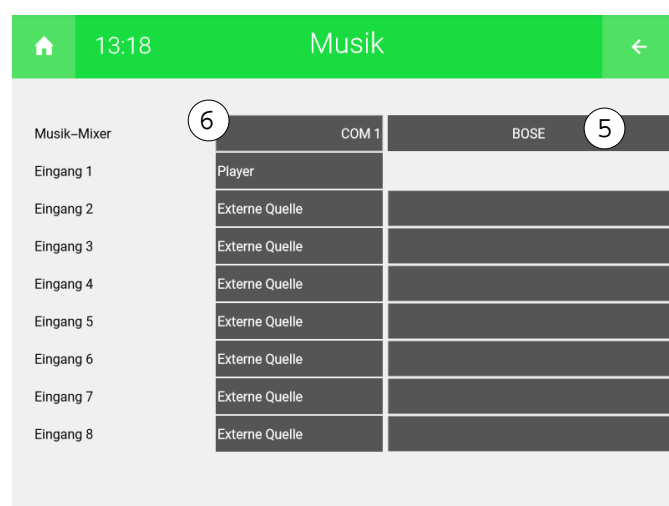 13:18 Musik
Musik–Mixer 6 COM 1 BOSE 5
Eingang 1 Player
Eingang 2 Externe Quelle
Eingang 3 Externe Quelle
Eingang 4 Externe Quelle
Eingang 5 Externe Quelle
Eingang 6 Externe Quelle
Eingang 7 Externe Quelle
Eingang 8 Externe Quelle